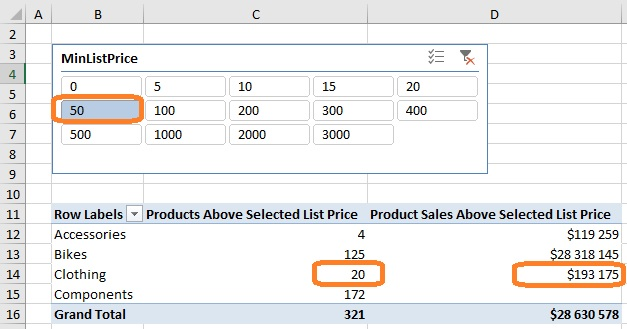 A B C D
2
3 MinListPrice
4
5 0 5 10 15 20
6 50 100 200 300 400
7 500 1000 2000 3000
8
9
10
11 Row Labels Products Above Selected List Price Product Sales Above Selected List Price
12 Accessories 4 $119 259
13 Bikes 125 $28 318 145
14 Clothing 20 $193 175
15 Components 172
16 Grand Total 321 $28 630 578